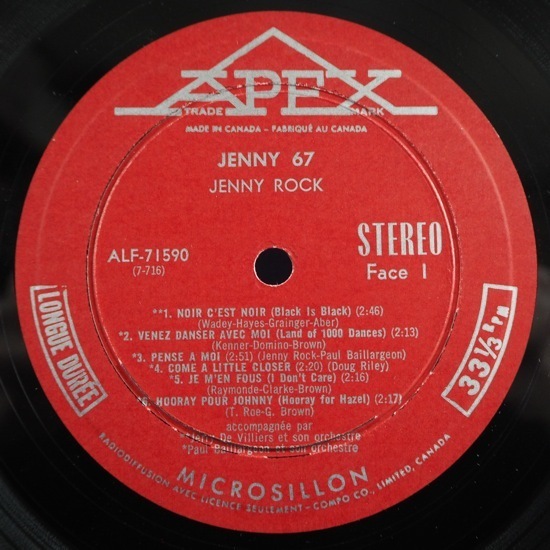 APEX
TRADE MARK
MADE IN CANADA - FABRIQUÉ AU CANADA
JENNY 67
JENNY ROCK
ALF-71590
(7-716)
STEREO
Face 1
LONGUE DURÉE
33⅓ RPM
**1. NOIR C'EST NOIR (Black Is Black) (2:46)
(Wadey-Hayes-Grainger-Aber)
*2. VENEZ DANSER AVEC MOI (Land of 1000 Dances) (2:13)
(Kenner-Domino-Brown)
*3. PENSE A MOI (2:51) (Jenny Rock-Paul Baillargeon)
*4. COME A LITTLE CLOSER (2:20) (Doug Riley)
*5. JE M'EN FOUS (I Don't Care) (2:16)
(Raymonde-Clarke-Brown)
*6. HOORAY POUR JOHNNY (Hooray for Hazel) (2:17)
(T. Roe-G. Brown)
accompagnée par
*Jerry De Villiers et son orchestre
*Paul Baillargeon et son orchestre
MICROSILLON
RADIODIFFUSION AVEC LICENCE SEULEMENT - COMPO CO., LIMITED, CANADA